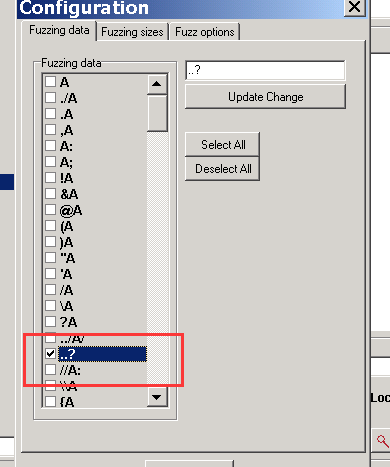 Configuration
Fuzzing data
Fuzzing sizes
Fuzz options
Fuzzing data
A
./A
.A
,A
A:
A;
!A
&A
@A
(A
)A
"A
'A
/A
\A
?A
../A/
..?
//A:
\\A
{A
..?
Update Change
Select All
Deselect All
Loc